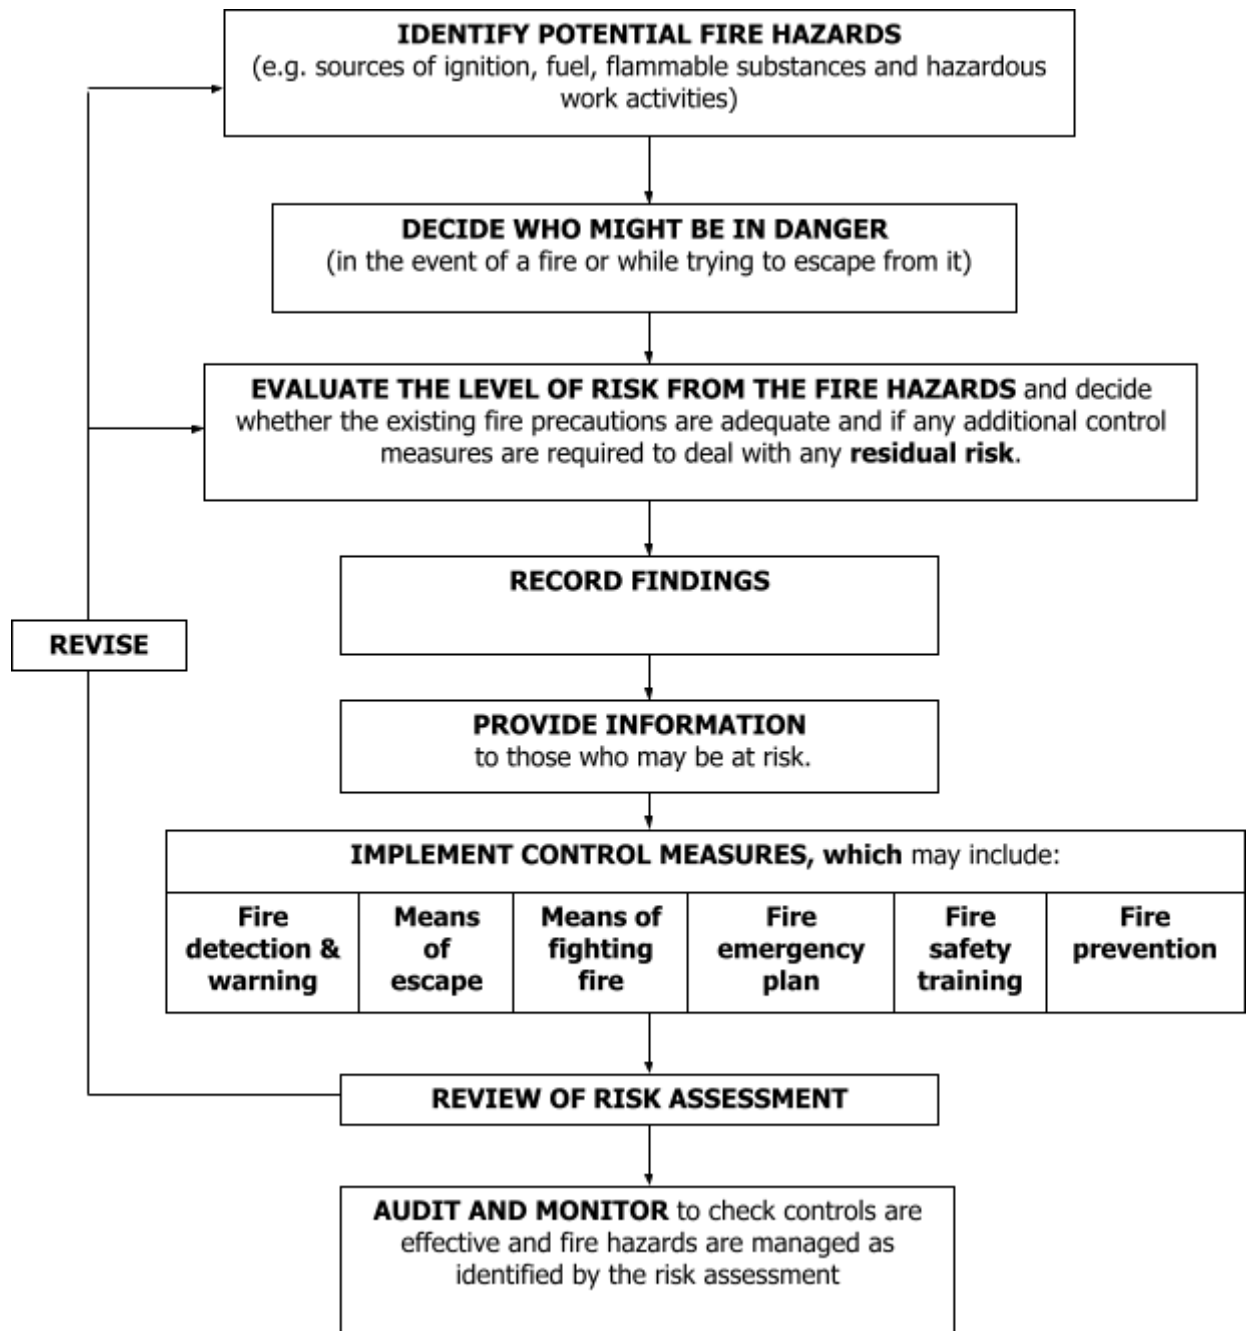 IDENTIFY POTENTIAL FIRE HAZARDS
(e.g. sources of ignition, fuel, flammable substances and hazardous
work activities)
DECIDE WHO MIGHT BE IN DANGER
(in the event of a fire or while trying to escape from it)
EVALUATE THE LEVEL OF RISK FROM THE FIRE HAZARDS and decide
whether the existing fire precautions are adequate and if any additional control
measures are required to deal with any residual risk.
RECORD FINDINGS
REVISE
PROVIDE INFORMATION
to those who may be at risk.
IMPLEMENT CONTROL MEASURES, which may include:
Fire
detection &
warning
Means
of
escape
Means of
fighting
fire
Fire
emergency
plan
Fire
safety
training
Fire
prevention
REVIEW OF RISK ASSESSMENT
AUDIT AND MONITOR to check controls are
effective and fire hazards are managed as
identified by the risk assessment